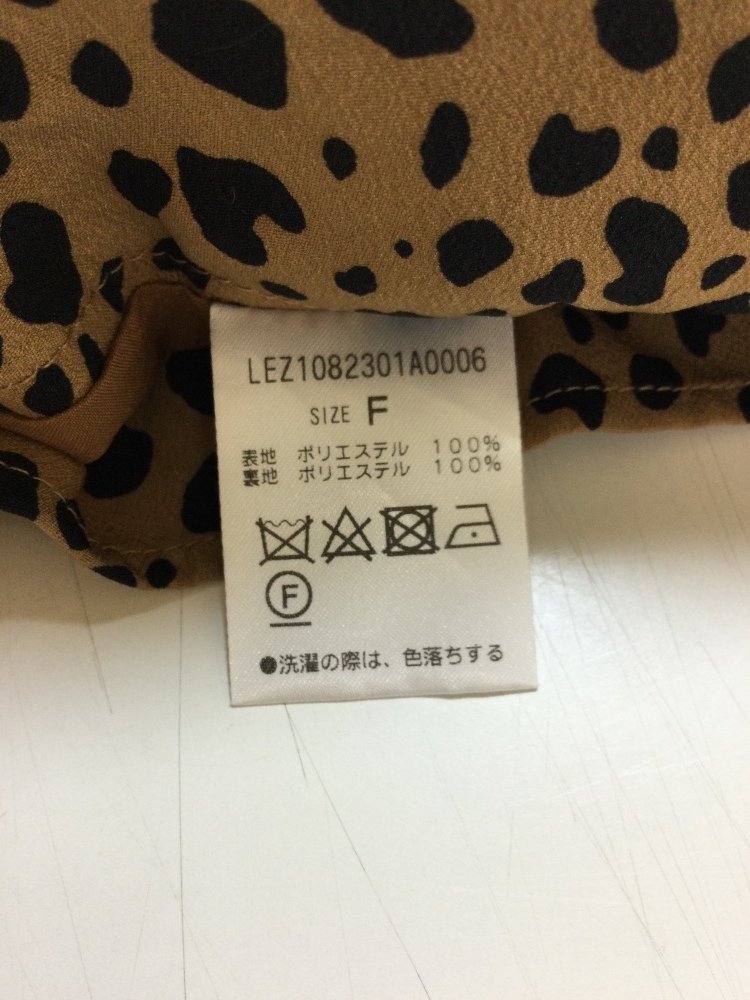 LEZ1082301A0006
SIZE F
表地 ポリエステル 100%
裏地 ポリエステル 100%
F
●洗濯の際は、色落ちする